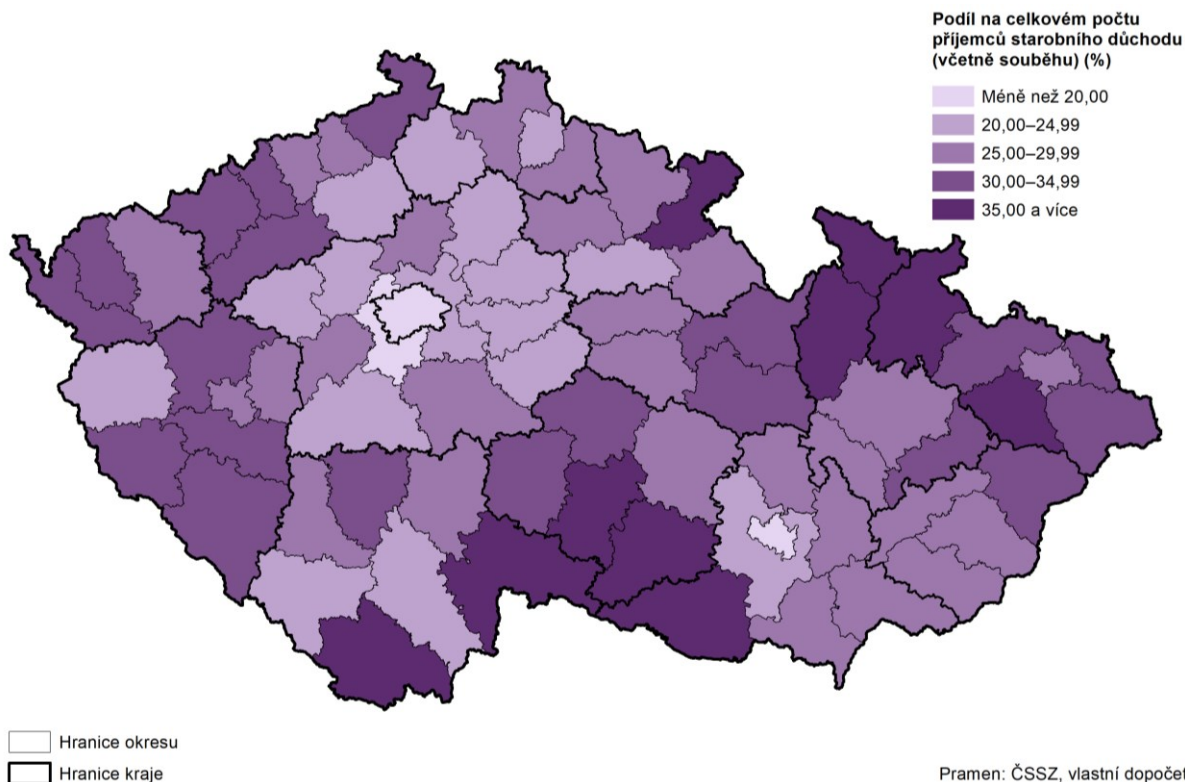 Podíl na celkovém počtu
příjemců starobního důchodu
(včetně souběhu) (%)
Méně než 20,00
20,00–24,99
25,00–29,99
30,00–34,99
35,00 a více
Hranice okresu
Hranice kraje
Pramen: ČSSZ, vlastní dopočet